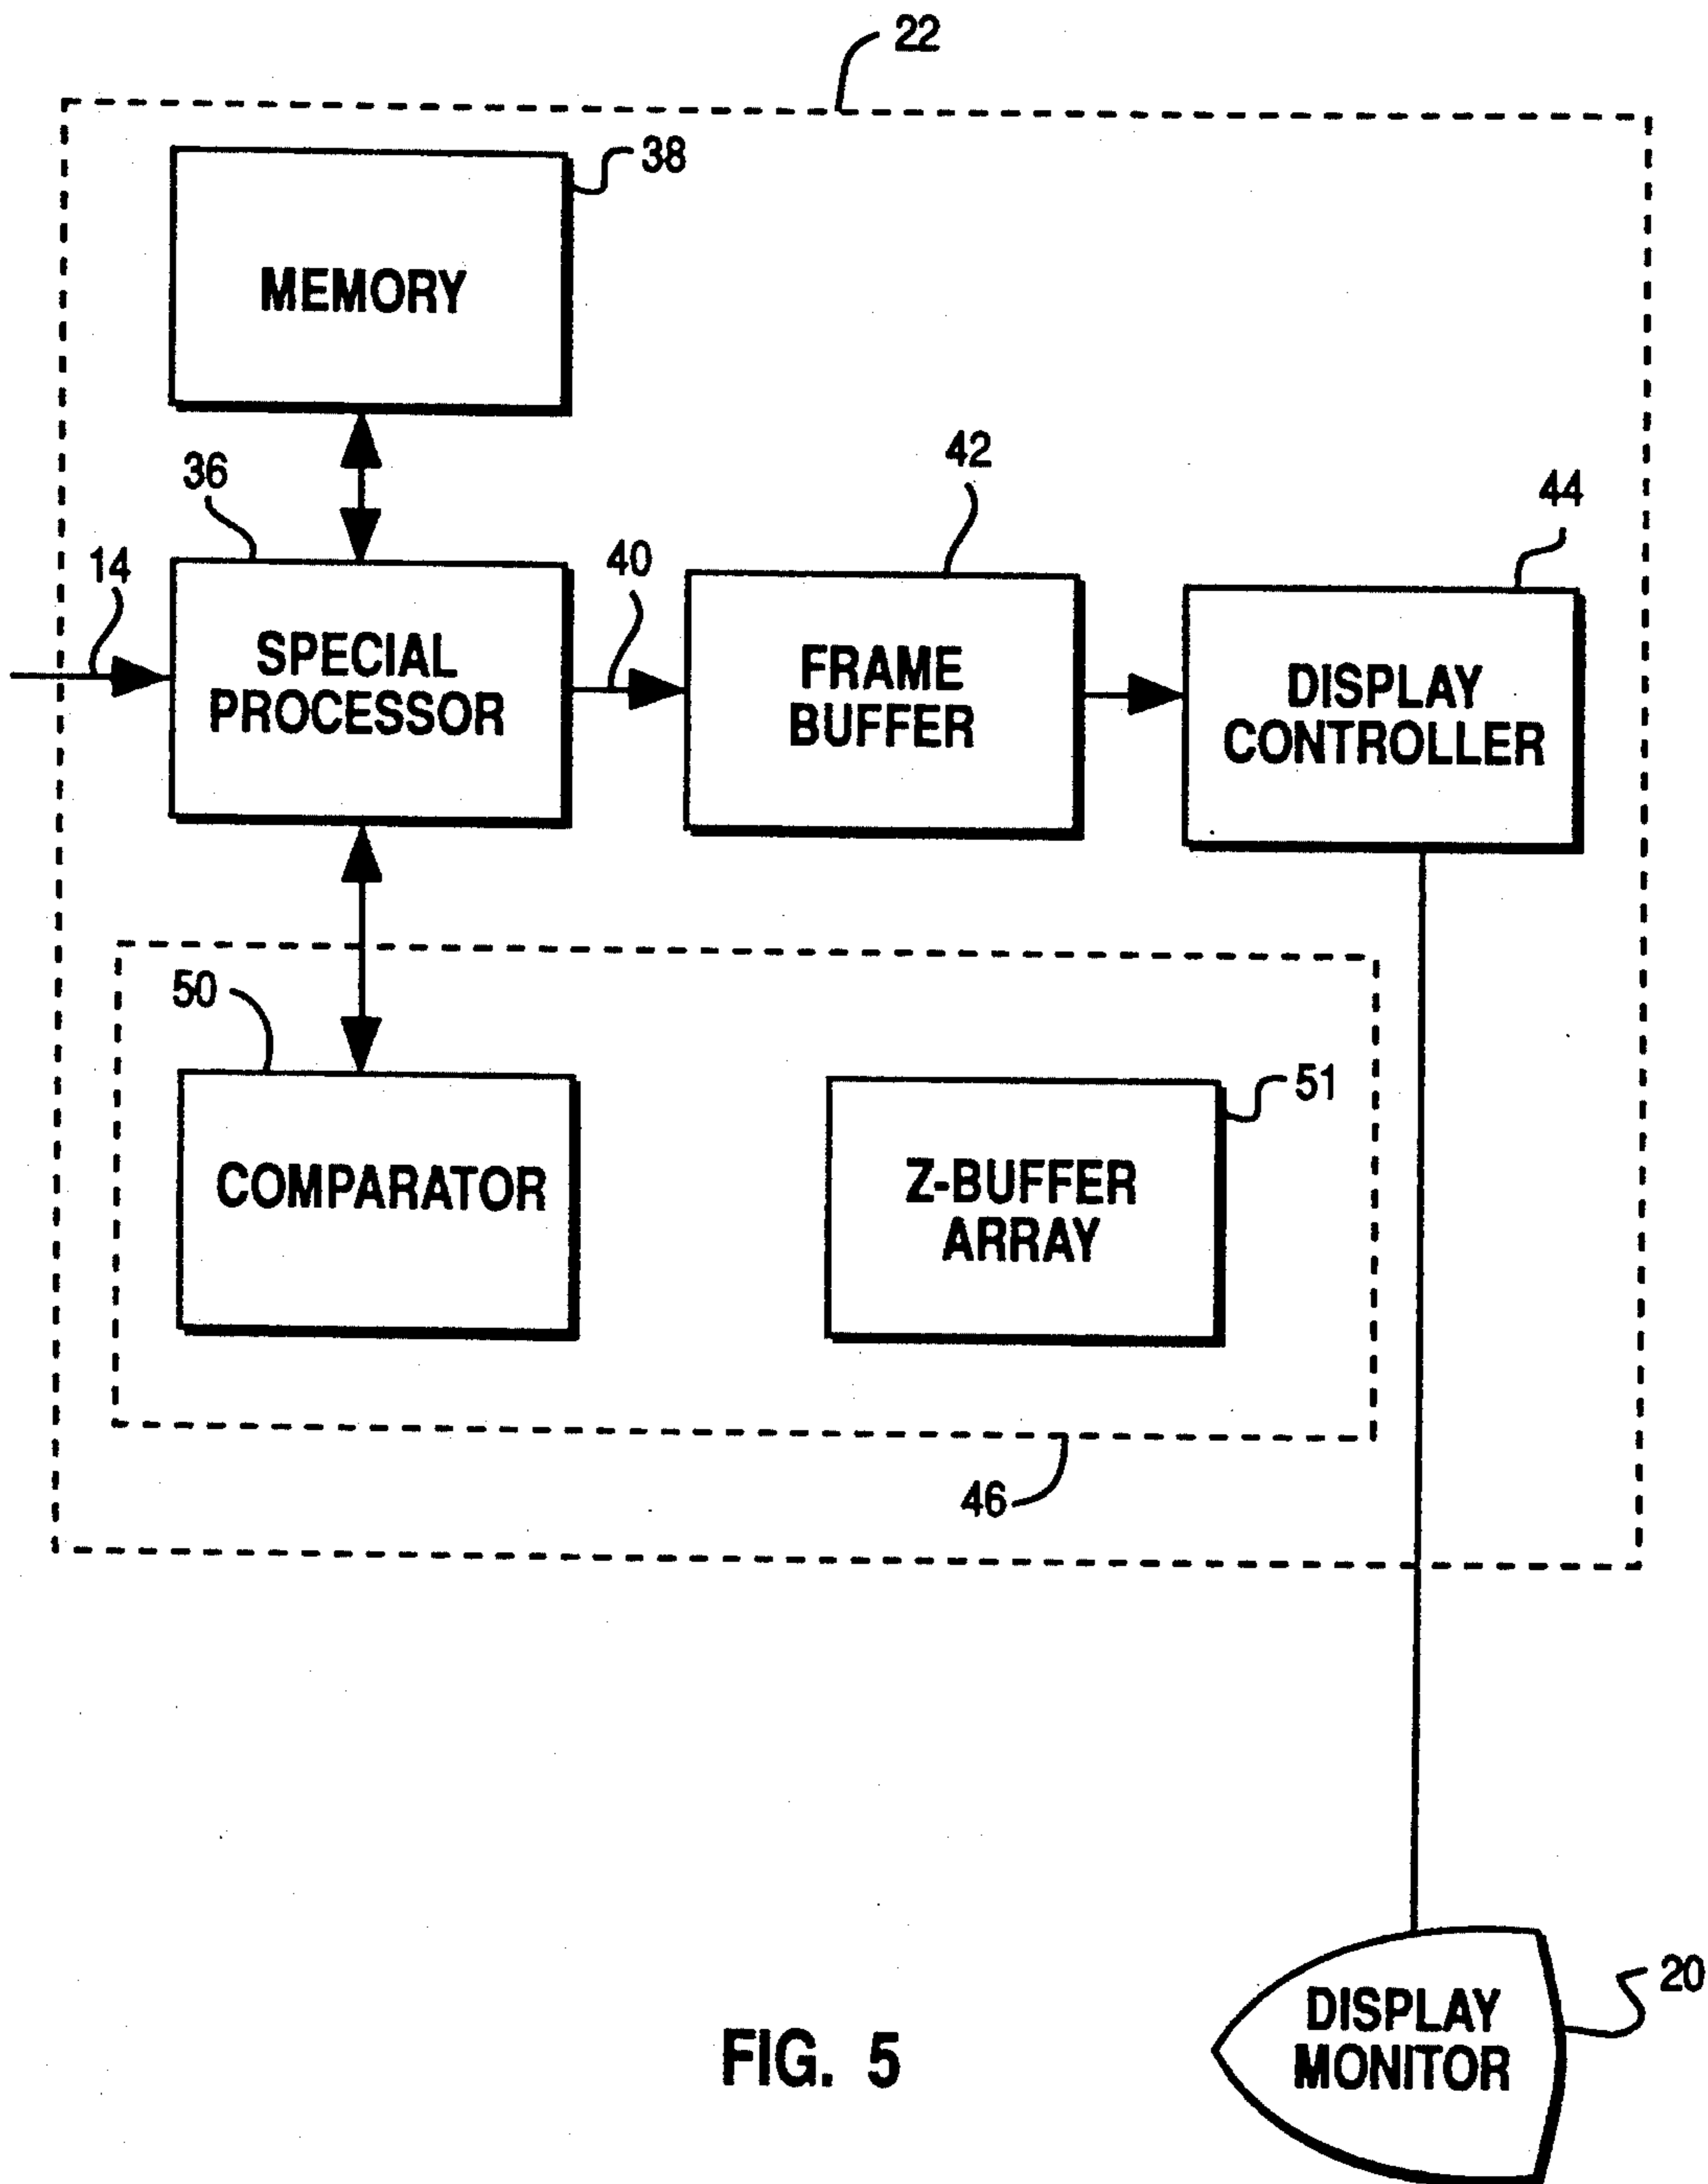 22
38
MEMORY
36
42
44
14
40
SPECIAL
PROCESSOR
FRAME
BUFFER
DISPLAY
CONTROLLER
50
51
COMPARATOR
Z-BUFFER
ARRAY
46
20
DISPLAY
MONITOR
FIG. 5